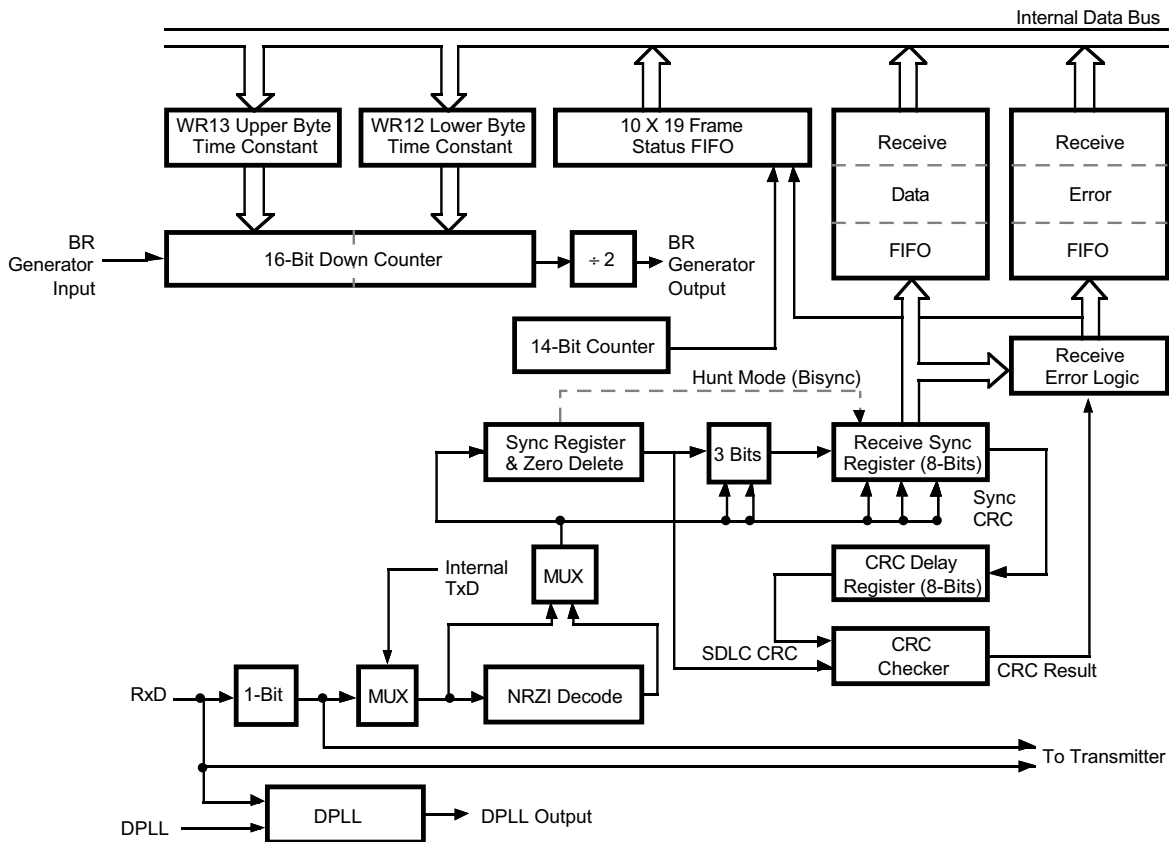 Internal Data Bus
WR13 Upper Byte
Time Constant
WR12 Lower Byte
Time Constant
10 X 19 Frame
Status FIFO
Receive
Data
FIFO
Receive
Error
FIFO
BR
Generator
Input
16-Bit Down Counter
÷ 2
BR
Generator
Output
14-Bit Counter
Receive
Error Logic
Hunt Mode (Bisync)
Sync Register
& Zero Delete
3 Bits
Receive Sync
Register (8-Bits)
Sync
CRC
Internal
TxD
MUX
CRC Delay
Register (8-Bits)
SDLC CRC
CRC
Checker
CRC Result
RxD
1-Bit
MUX
NRZI Decode
To Transmitter
DPLL
DPLL
DPLL Output